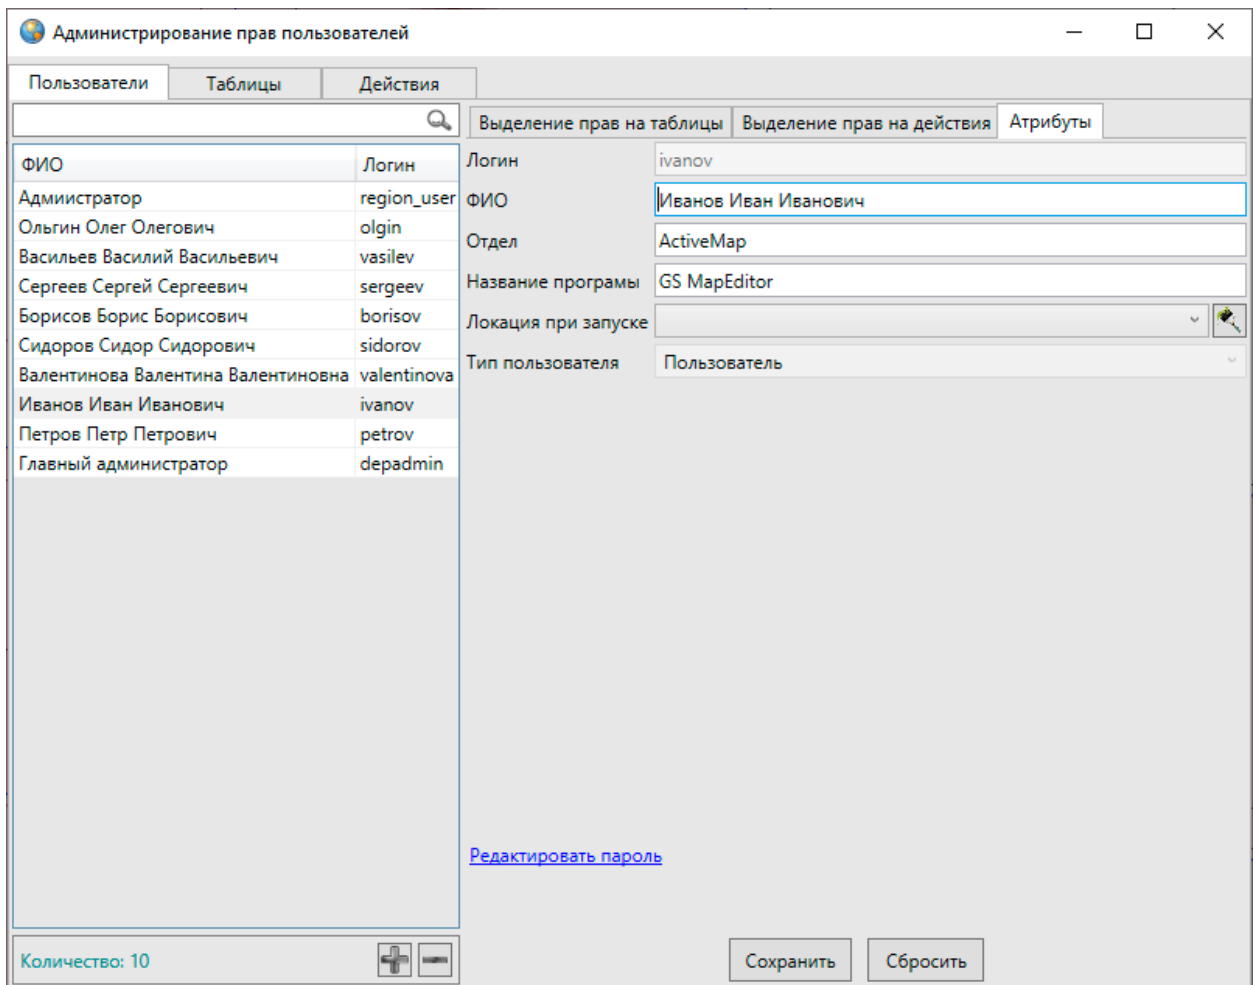 Администрирование прав пользователей
Пользователи Таблицы Действия
Выделение прав на таблицы Выделение прав на действия Атрибуты
ФИО Логин
Адмиистратор region_user
Ольгин Олег Олегович olgin
Васильев Василий Васильевич vasilev
Сергеев Сергей Сергеевич sergeev
Борисов Борис Борисович borisov
Сидоров Сидор Сидорович sidorov
Валентинова Валентина Валентиновна valentinova
Иванов Иван Иванович ivanov
Петров Петр Петрович petrov
Главный администратор depadmin
Количество: 10
Логин ivanov
ФИО Иванов Иван Иванович
Отдел ActiveMap
Название програмы GS MapEditor
Локация при запуске
Тип пользователя Пользователь
Редактировать пароль
Сохранить Сбросить